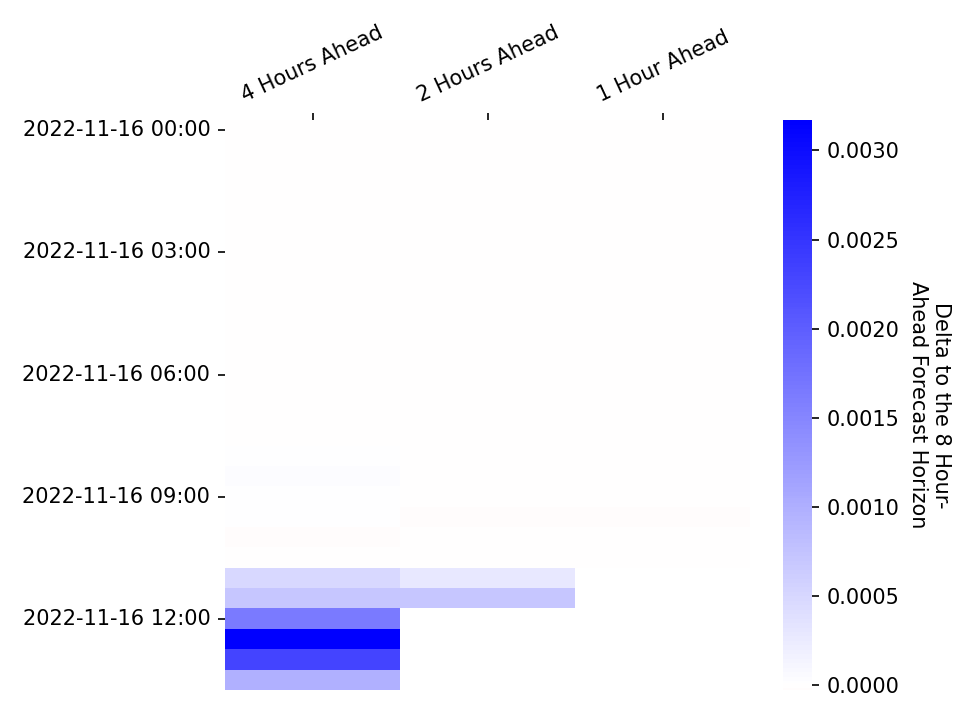 4 Hours Ahead
2 Hours Ahead
1 Hour Ahead
2022-11-16 00:00
2022-11-16 03:00
2022-11-16 06:00
2022-11-16 09:00
2022-11-16 12:00
0.0030
0.0025
0.0020
0.0015
0.0010
0.0005
0.0000
Delta to the 8 Hour-
Ahead Forecast Horizon